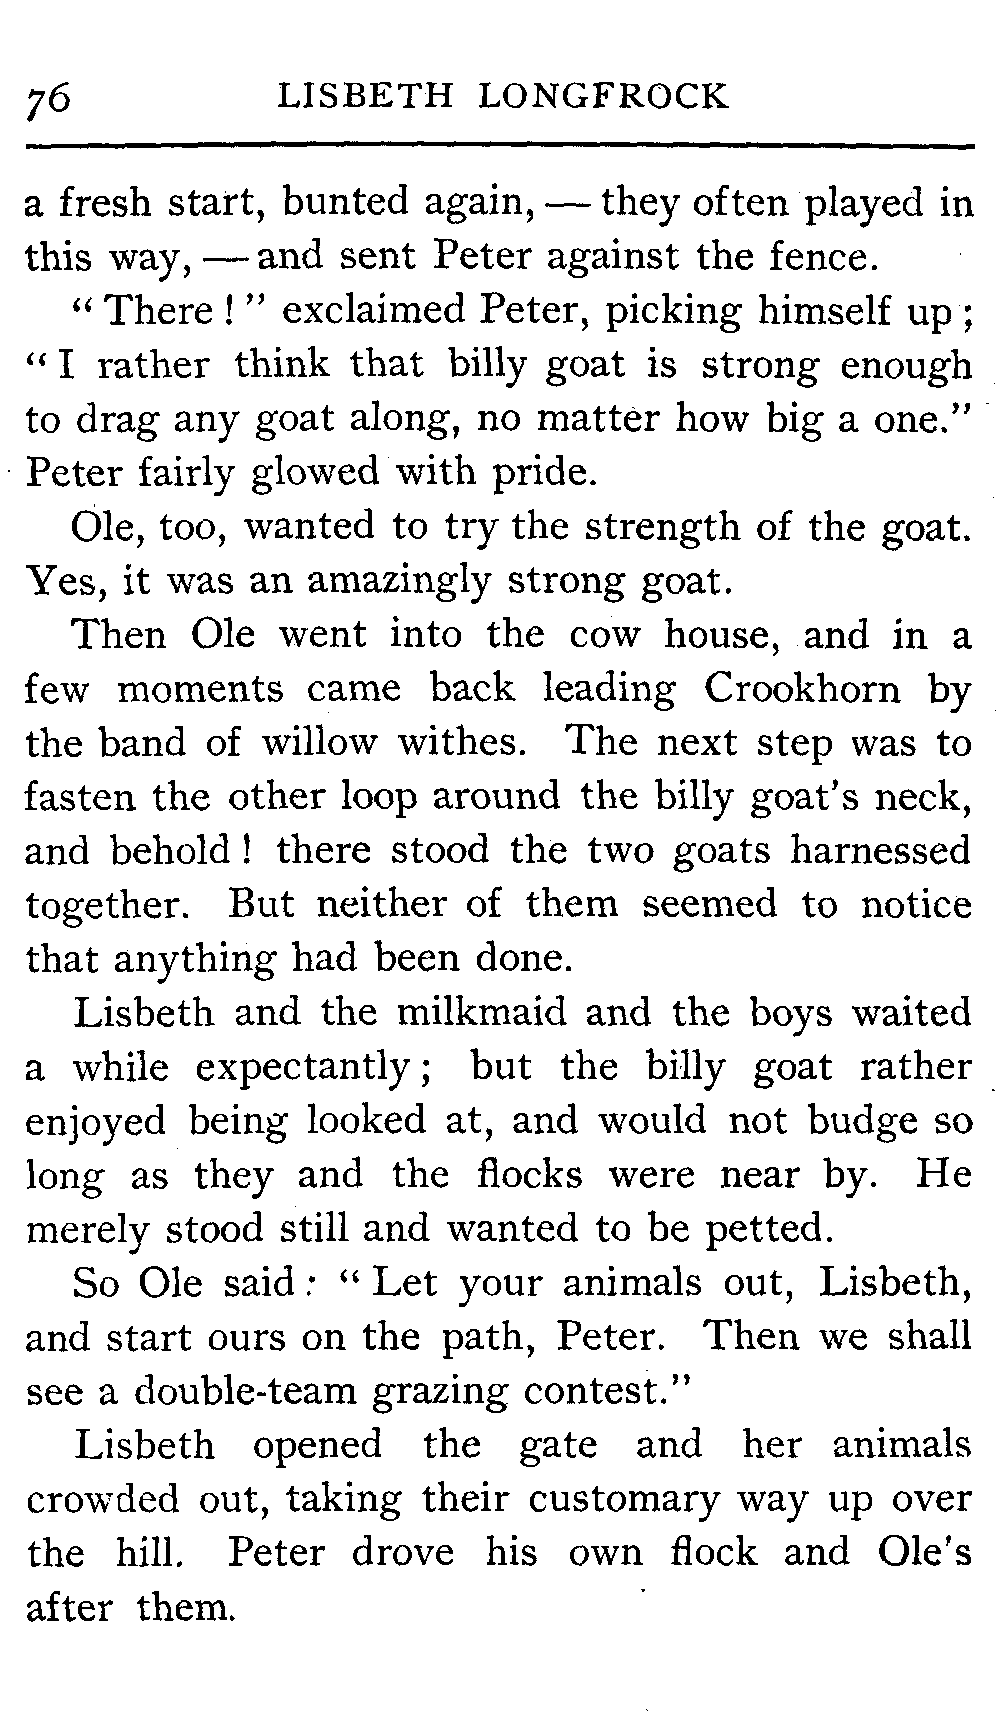 76 LISBETH LONGFROCK
a fresh start, bunted again, — they often played in
this way, — and sent Peter against the fence.
“ There ! ” exclaimed Peter, picking himself up ;
“ I rather think that billy goat is strong enough
to drag any goat along, no matter how big a one.”
Peter fairly glowed with pride.
Ole, too, wanted to try the strength of the goat.
Yes, it was an amazingly strong goat.
Then Ole went into the cow house, and in a
few moments came back leading Crookhorn by
the band of willow withes. The next step was to
fasten the other loop around the billy goat’s neck,
and behold ! there stood the two goats harnessed
together. But neither of them seemed to notice
that anything had been done.
Lisbeth and the milkmaid and the boys waited
a while expectantly ; but the billy goat rather
enjoyed being looked at, and would not budge so
long as they and the flocks were near by. He
merely stood still and wanted to be petted.
So Ole said : “ Let your animals out, Lisbeth,
and start ours on the path, Peter. Then we shall
see a double-team grazing contest.”
Lisbeth opened the gate and her animals
crowded out, taking their customary way up over
the hill. Peter drove his own flock and Ole’s
after them.